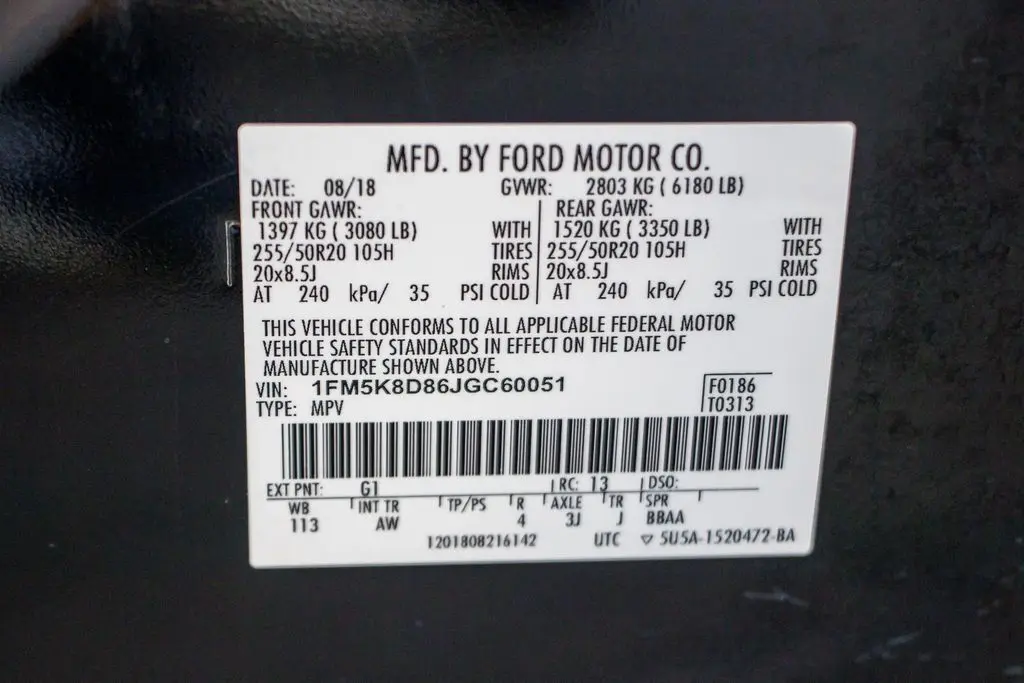 MFD. BY FORD MOTOR CO.
DATE: 08/18 GVWR: 2803 KG ( 6180 LB)
FRONT GAWR: REAR GAWR:
1397 KG ( 3080 LB) WITH 1520 KG ( 3350 LB) WITH
255/50R20 105H TIRES 255/50R20 105H TIRES
20x8.5J RIMS 20x8.5J RIMS
AT 240 kPa/ 35 PSI COLD AT 240 kPa/ 35 PSI COLD
THIS VEHICLE CONFORMS TO ALL APPLICABLE FEDERAL MOTOR
VEHICLE SAFETY STANDARDS IN EFFECT ON THE DATE OF
MANUFACTURE SHOWN ABOVE.
VIN: 1FM5K8D86JGC60051 F0186
TYPE: MPV T0313
EXT PNT: G1 RC: 13 DSO:
WB INT TR TP/PS R AXLE TR SPR
113 AW 4 3J J BBAA
1201808216142 UTC ▽ 5U5A-1520472-BA